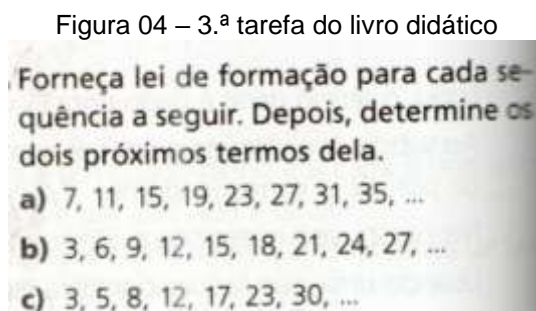 Figura 04 – 3.ª tarefa do livro didático
Forneça lei de formação para cada se-
quência a seguir. Depois, determine os
dois próximos termos dela.
a) 7, 11, 15, 19, 23, 27, 31, 35, ...
b) 3, 6, 9, 12, 15, 18, 21, 24, 27, ...
c) 3, 5, 8, 12, 17, 23, 30, ...